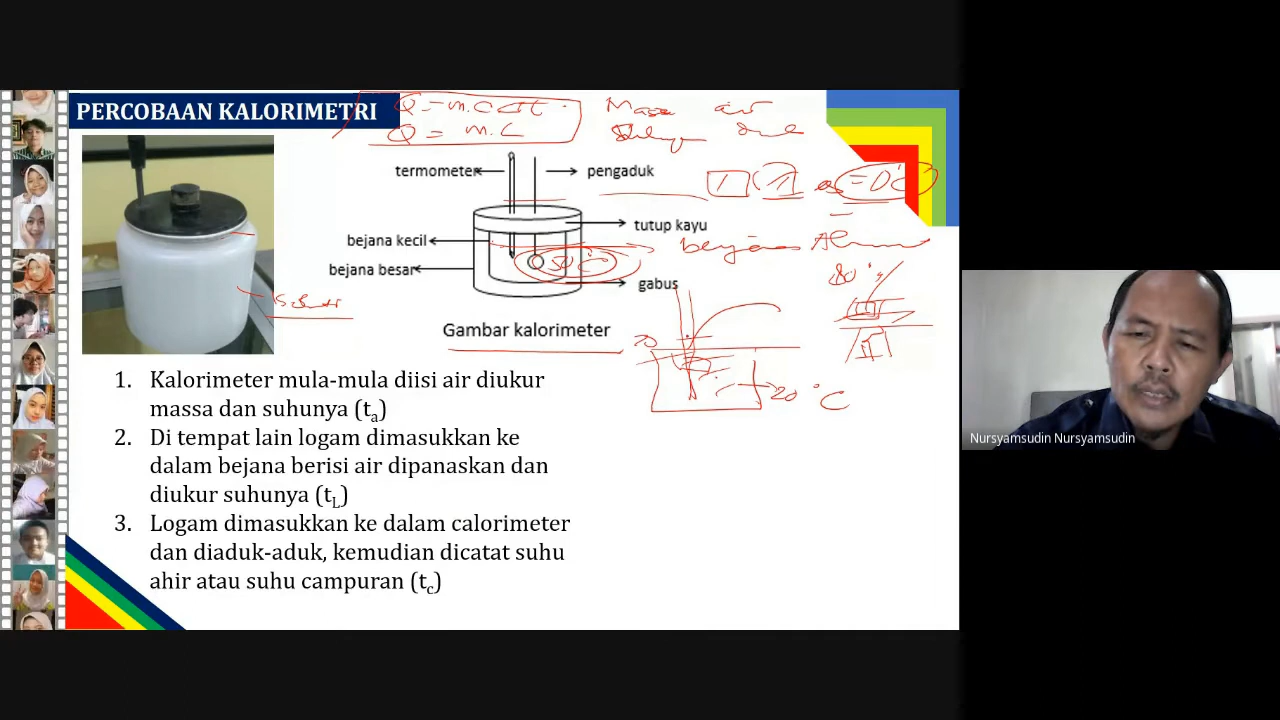 PERCOBAAN KALORIMETRI
Q = m.c.Δt.
Q = m.L
termometer
pengaduk
tutup kayu
bejana kecil
bejana besar
gabus
80°C
20 °C
Gambar kalorimeter
1. Kalorimeter mula-mula diisi air diukur
massa dan suhunya (ta)
2. Di tempat lain logam dimasukkan ke
dalam bejana berisi air dipanaskan dan
diukur suhunya (tL)
3. Logam dimasukkan ke dalam calorimeter
dan diaduk-aduk, kemudian dicatat suhu
ahir atau suhu campuran (tc)
Nursyamsudin Nursyamsudin